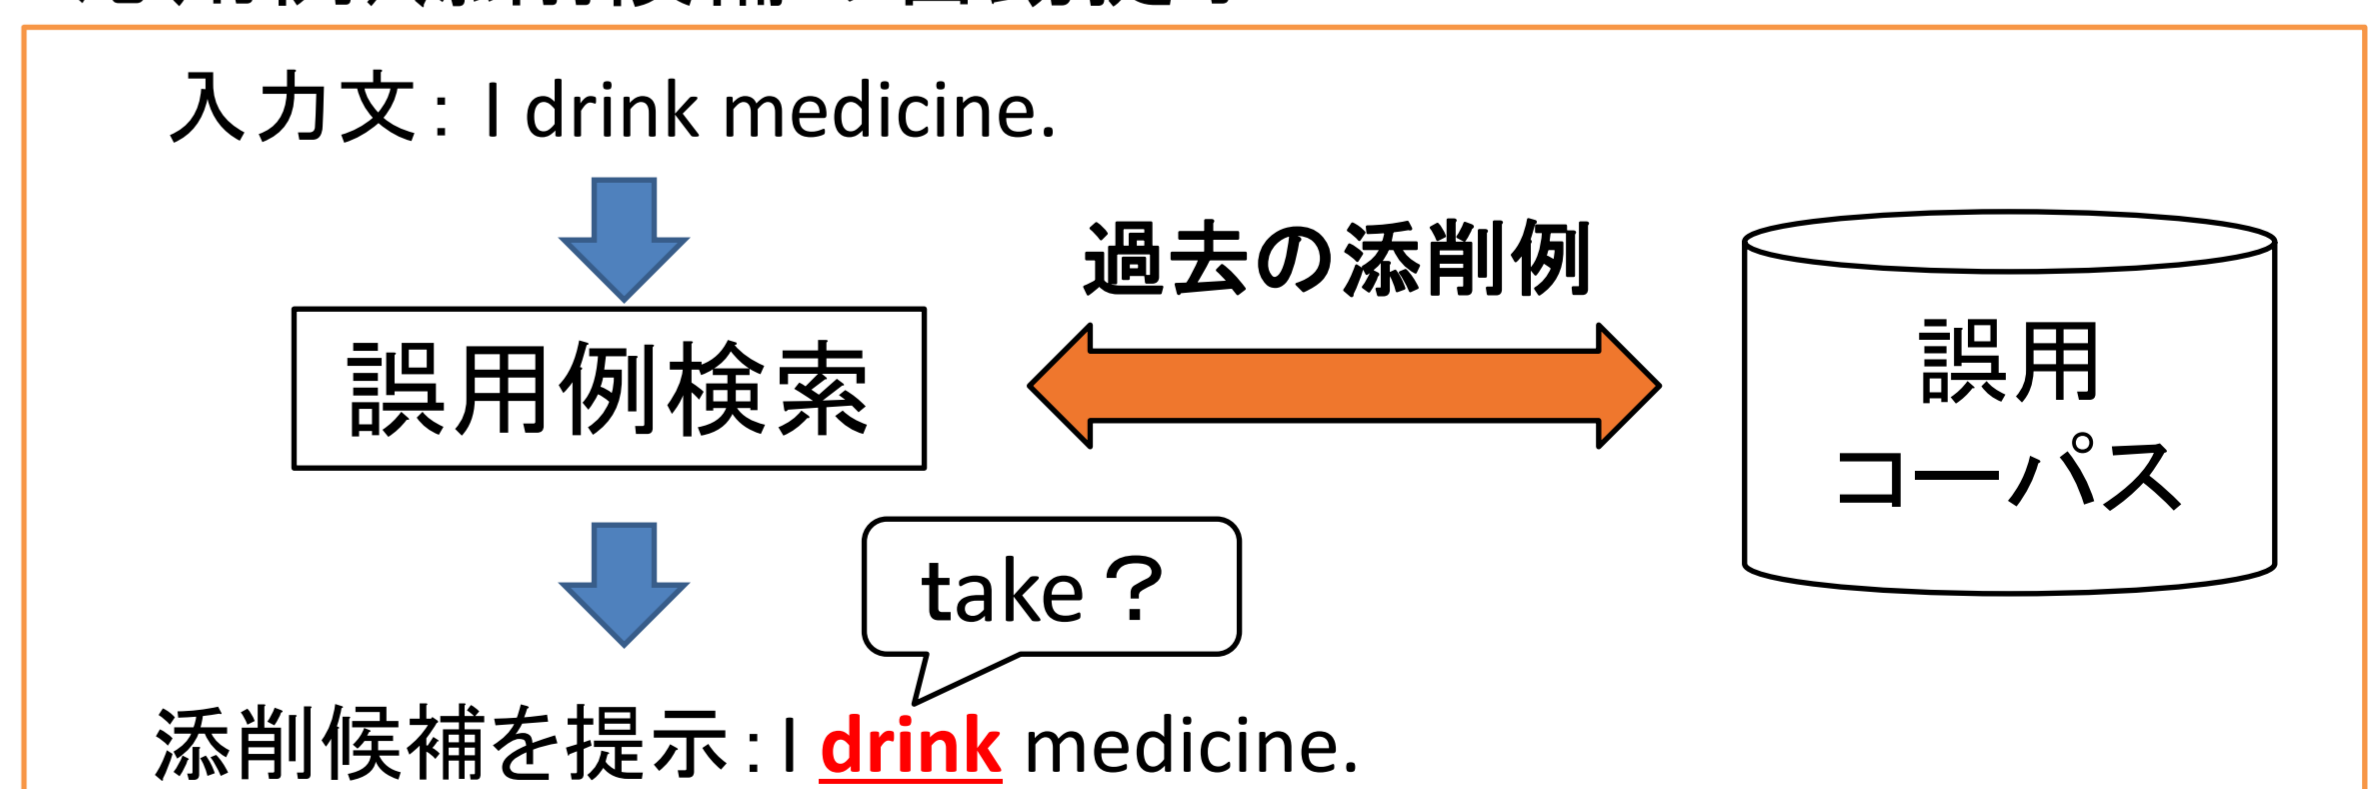 入力文：I drink medicine.
過去の添削例
誤用例検索
誤用
コーパス
take？
添削候補を提示：I drink medicine.